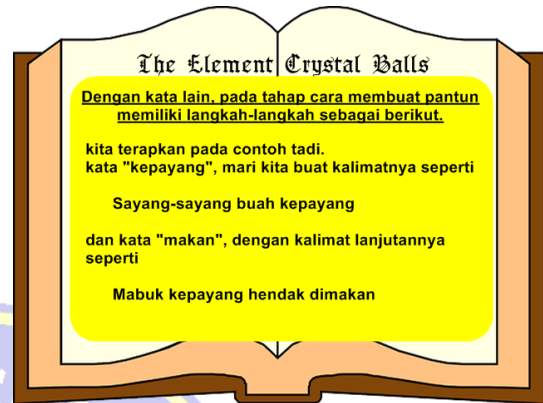 The Element Crystal Balls
Dengan kata lain, pada tahap cara membuat pantun
memiliki langkah-langkah sebagai berikut.
kita terapkan pada contoh tadi.
kata "kepayang", mari kita buat kalimatnya seperti
Sayang-sayang buah kepayang
dan kata "makan", dengan kalimat lanjutannya
seperti
Mabuk kepayang hendak dimakan